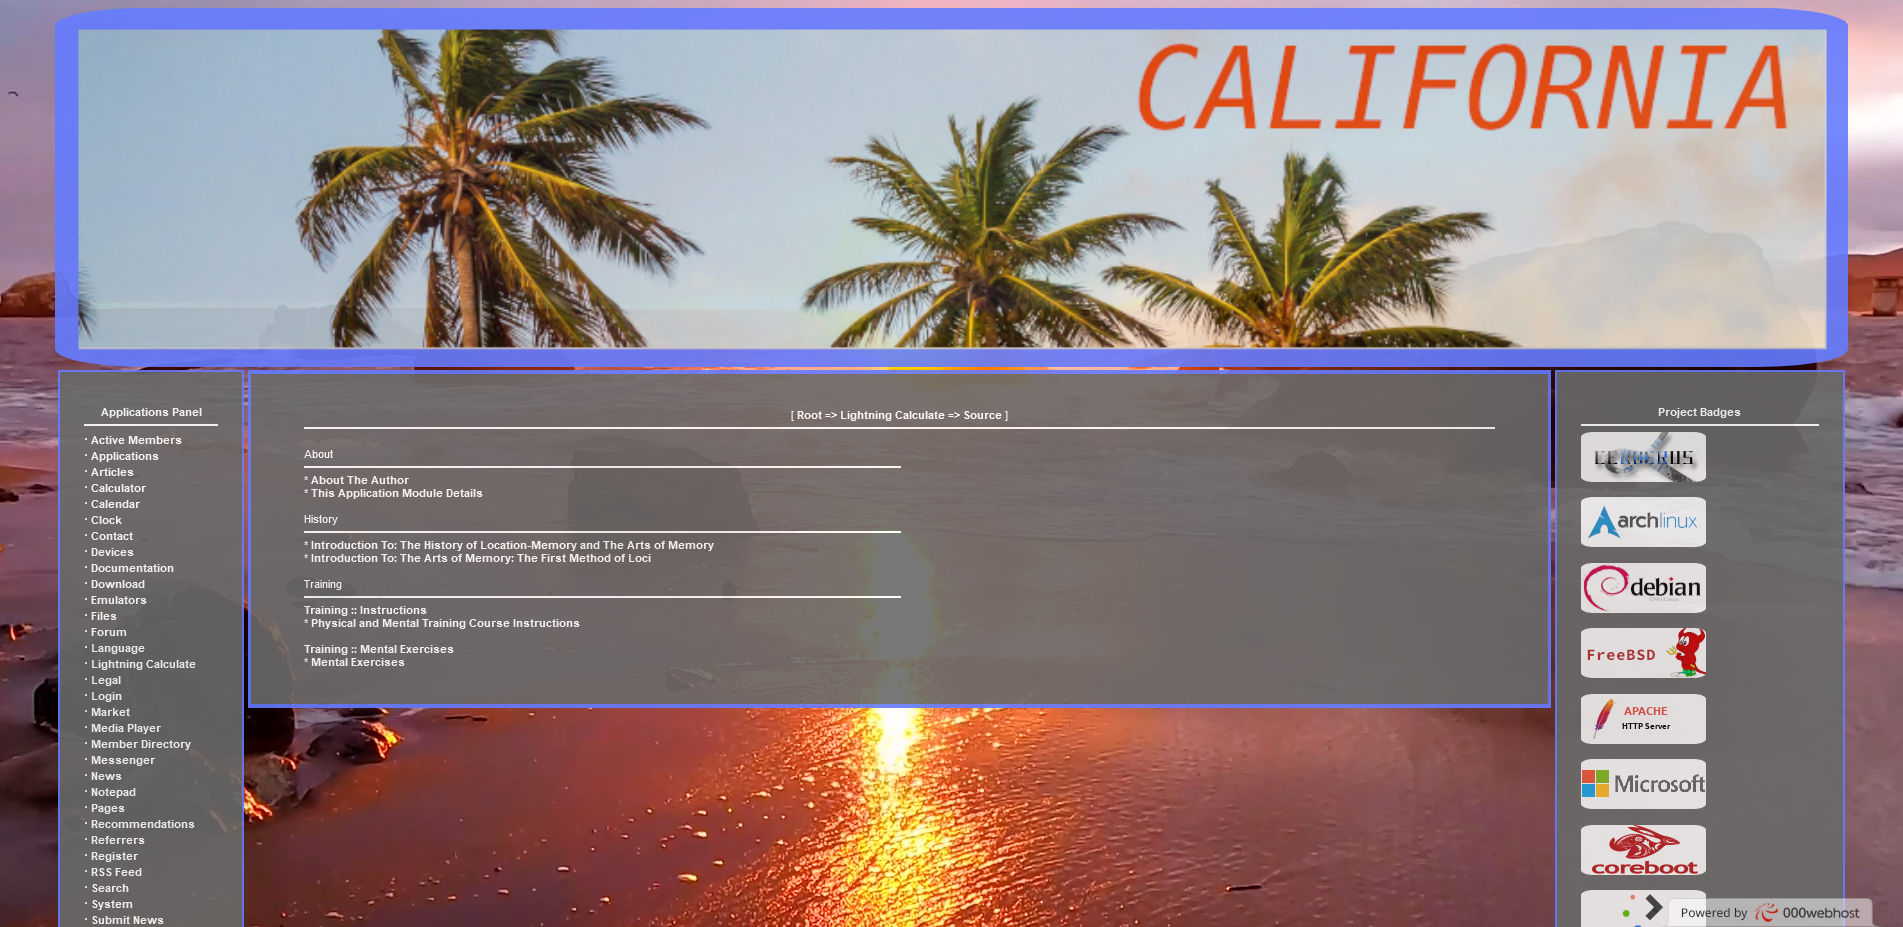 CALIFORNIA
Applications Panel
· Active Members
· Applications
· Articles
· Calculator
· Calendar
· Clock
· Contact
· Devices
· Documentation
· Download
· Emulators
· Files
· Forum
· Language
· Lightning Calculate
· Legal
· Login
· Market
· Media Player
· Member Directory
· Messenger
· News
· Notepad
· Pages
· Recommendations
· Referrers
· Register
· RSS Feed
· Search
· System
· Submit News
[ Root => Lightning Calculate => Source ]
About
* About The Author
* This Application Module Details
History
* Introduction To: The History of Location-Memory and The Arts of Memory
* Introduction To: The Arts of Memory: The First Method of Loci
Training
Training :: Instructions
* Physical and Mental Training Course Instructions
Training :: Mental Exercises
* Mental Exercises
Project Badges
CERBERUS
archlinux
debian
FreeBSD
APACHE
HTTP Server
Microsoft
coreboot
Powered by 000webhost